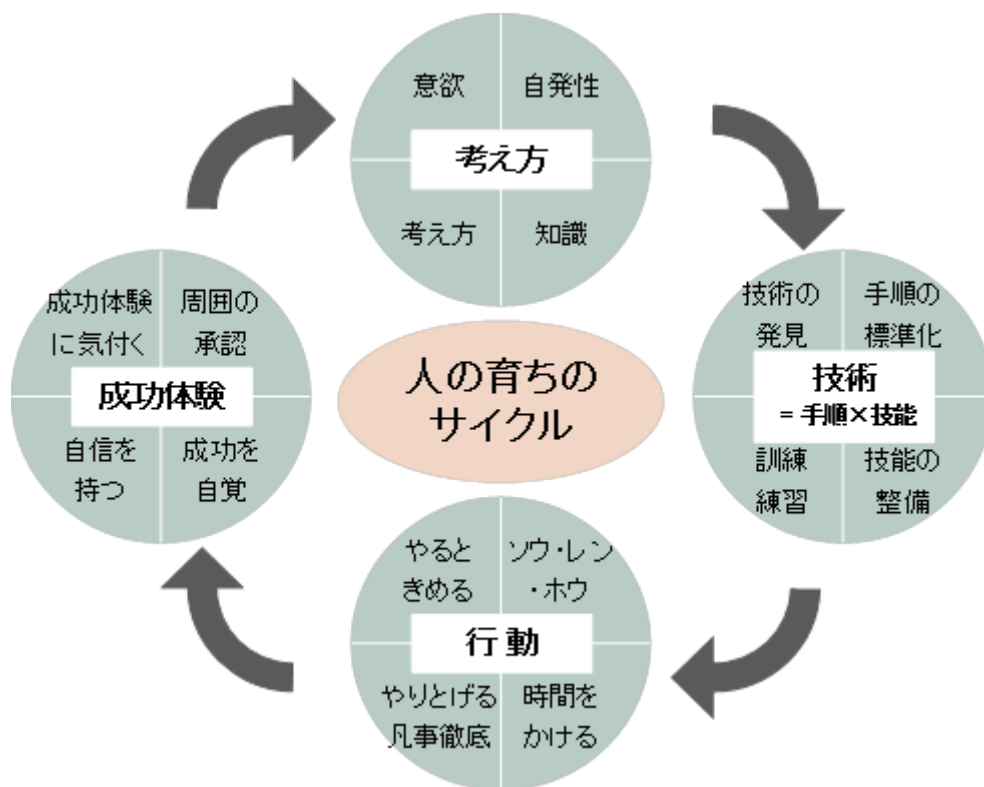 意欲
自発性
考え方
考え方
知識
技術の
発見
手順の
標準化
技術
＝手順×技能
訓練
練習
技能の
整備
やると
きめる
ソウ・レン
・ホウ
行動
やりとげる
凡事徹底
時間を
かける
成功体験
に気付く
周囲の
承認
成功体験
自信を
持つ
成功を
自覚
人の育ちの
サイクル